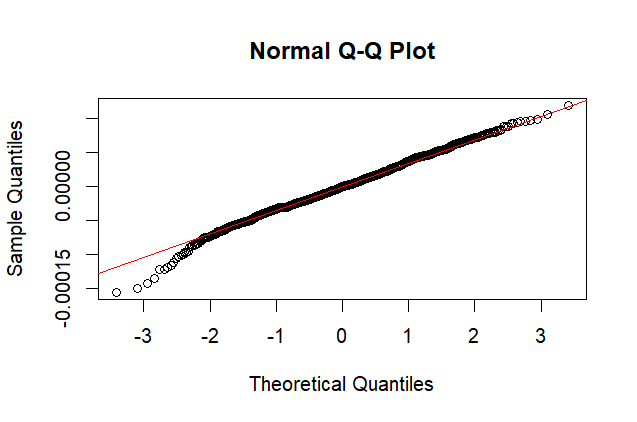 Normal Q-Q Plot
Sample Quantiles
0.00000
-0.00015
-3 -2 -1 0 1 2 3
Theoretical Quantiles